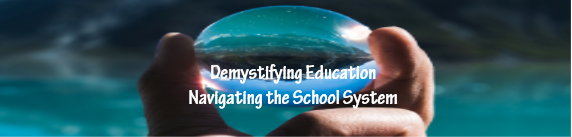 Demystifying Education
Navigating the School System